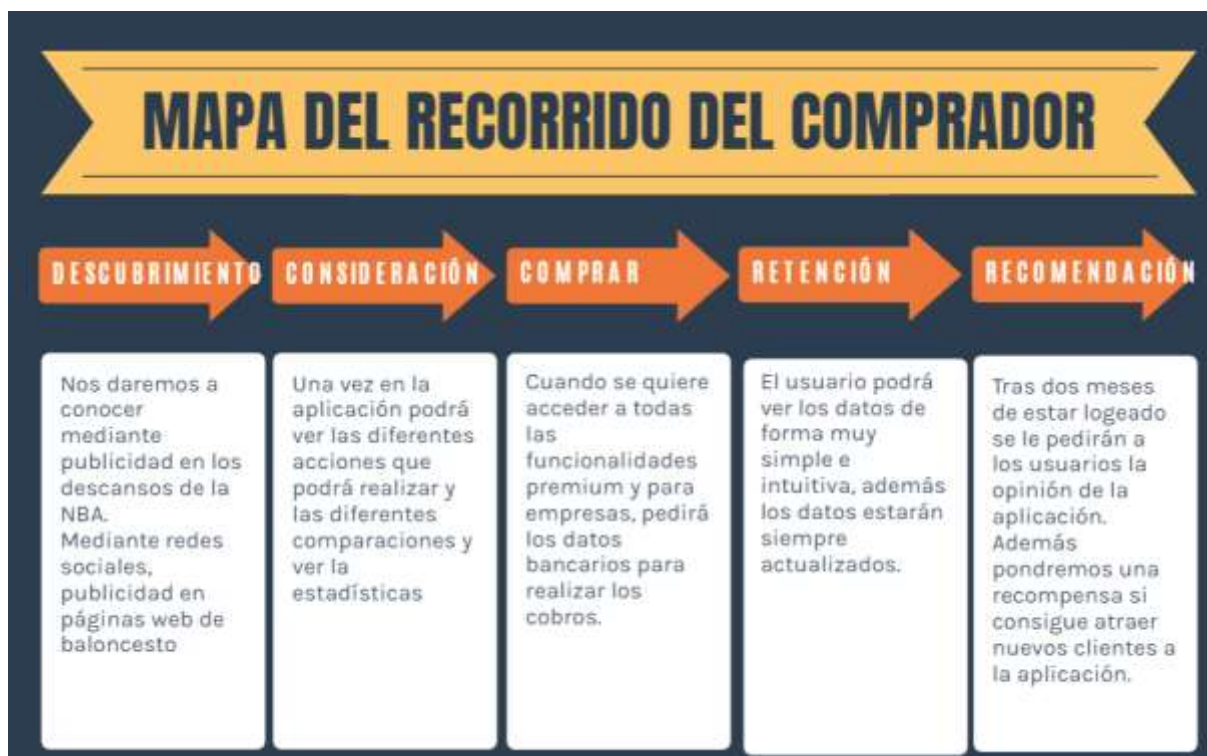 MAPA DEL RECORRIDO DEL COMPRADOR
DESCUBRIMIENTO
Nos daremos a
conocer
mediante
publicidad en los
descansos de la
NBA.
Mediante redes
sociales,
publicidad en
páginas web de
baloncesto
CONSIDERACIÓN
Una vez en la
aplicación podrá
ver las diferentes
acciones que
podrá realizar y
las diferentes
comparaciones y
ver la
estadísticas
COMPRAR
Cuando se quiere
acceder a todas
las
funcionalidades
premium y para
empresas, pedirá
los datos
bancarios para
realizar los
cobros.
RETENCIÓN
El usuario podrá
ver los datos de
forma muy
simple e
intuitiva, además
los datos estarán
siempre
actualizados.
RECOMENDACIÓN
Tras dos meses
de estar logeado
se le pedirán a
los usuarios la
opinión de la
aplicación.
Además
pondremos una
recompensa si
consigue atraer
nuevos clientes a
la aplicación.